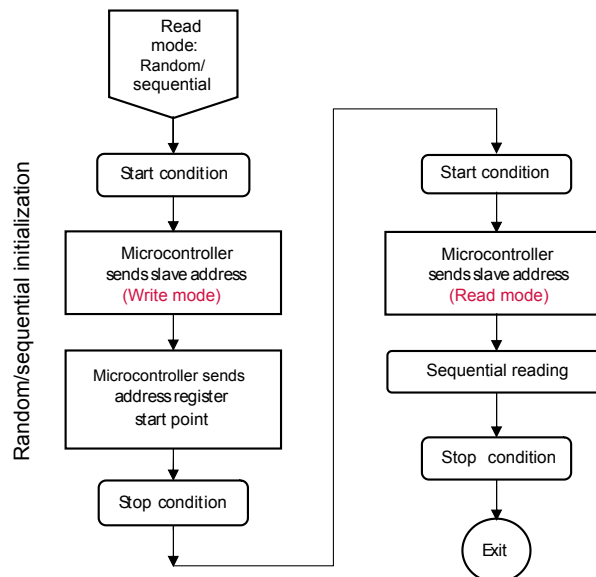 Random/sequential initialization
Read
mode:
Random/
sequential
Start condition
Microcontroller
sends slave address
(Write mode)
Microcontroller sends
address register
start point
Stop condition
Start condition
Microcontroller
sends slave address
(Read mode)
Sequential reading
Stop condition
Exit